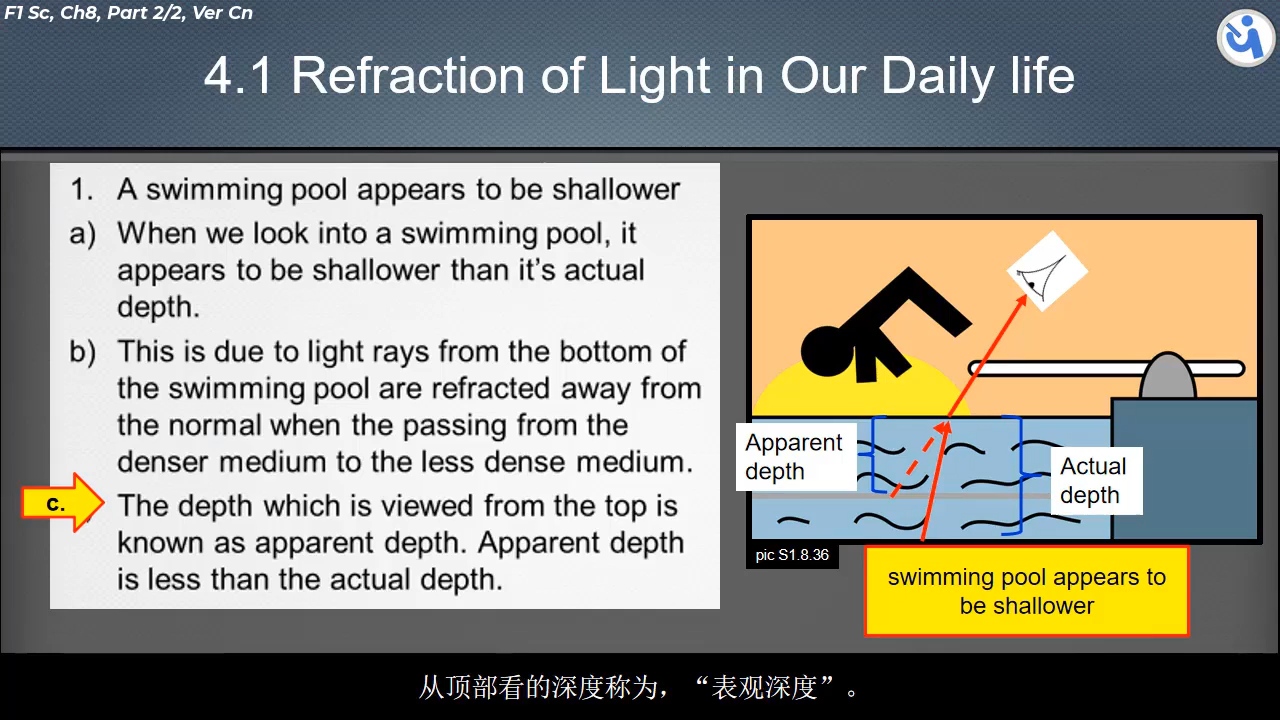 F1 Sc, Ch8, Part 2/2, Ver Cn
4.1 Refraction of Light in Our Daily life
1. A swimming pool appears to be shallower
a) When we look into a swimming pool, it
appears to be shallower than it's actual
depth.
b) This is due to light rays from the bottom of
the swimming pool are refracted away from
the normal when the passing from the
denser medium to the less dense medium.
c. The depth which is viewed from the top is
known as apparent depth. Apparent depth
is less than the actual depth.
Apparent
depth
Actual
depth
pic S1.8.36
swimming pool appears to
be shallower
从顶部看的深度称为，“表观深度”。